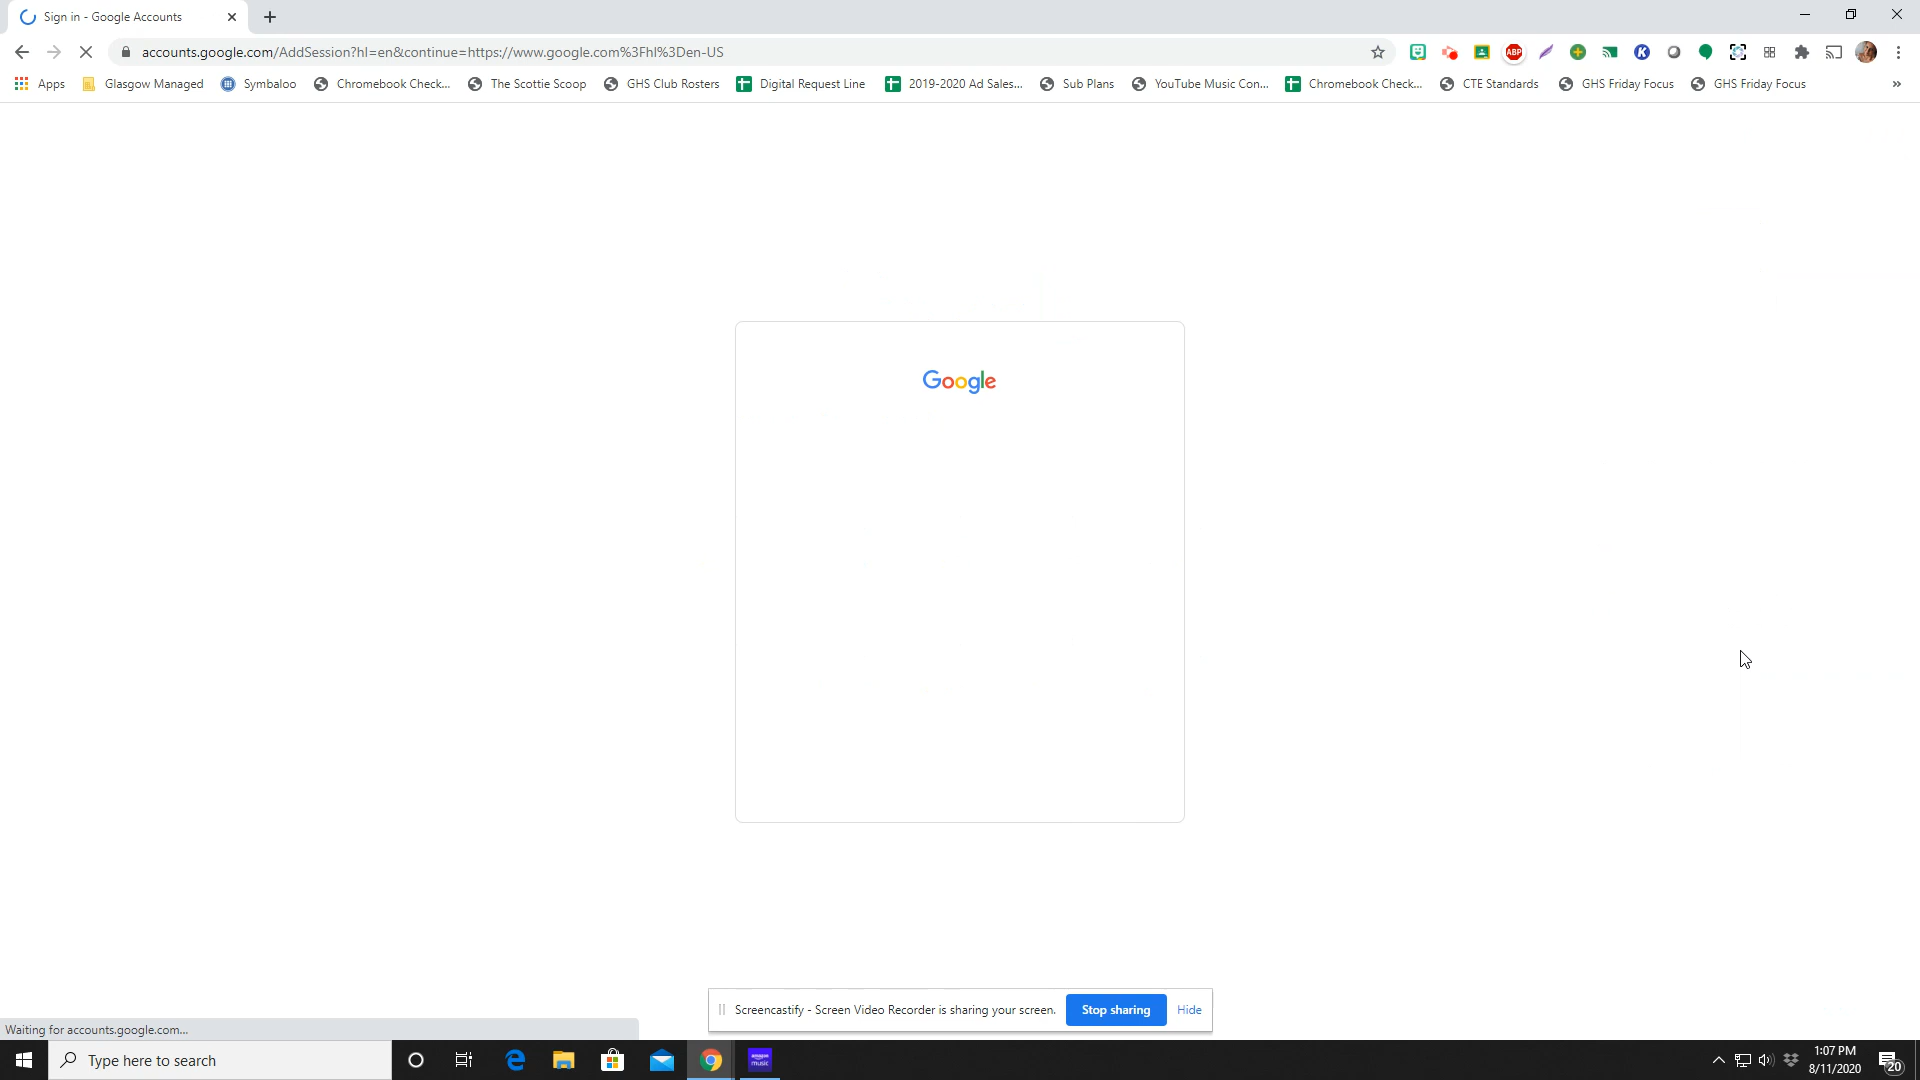 Sign in - Google Accounts
accounts.google.com/AddSession?hl=en&continue=https://www.google.com%3Fhl%3Den-US
ABP
K
Apps
Glasgow Managed
Symbaloo
Chromebook Check...
The Scottie Scoop
GHS Club Rosters
Digital Request Line
2019-2020 Ad Sales...
Sub Plans
YouTube Music Con...
Chromebook Check...
CTE Standards
GHS Friday Focus
GHS Friday Focus
»
Google
Screencastify - Screen Video Recorder is sharing your screen.
Stop sharing
Hide
Waiting for accounts.google.com...
Type here to search
amazon
music
1:07 PM
8/11/2020
20